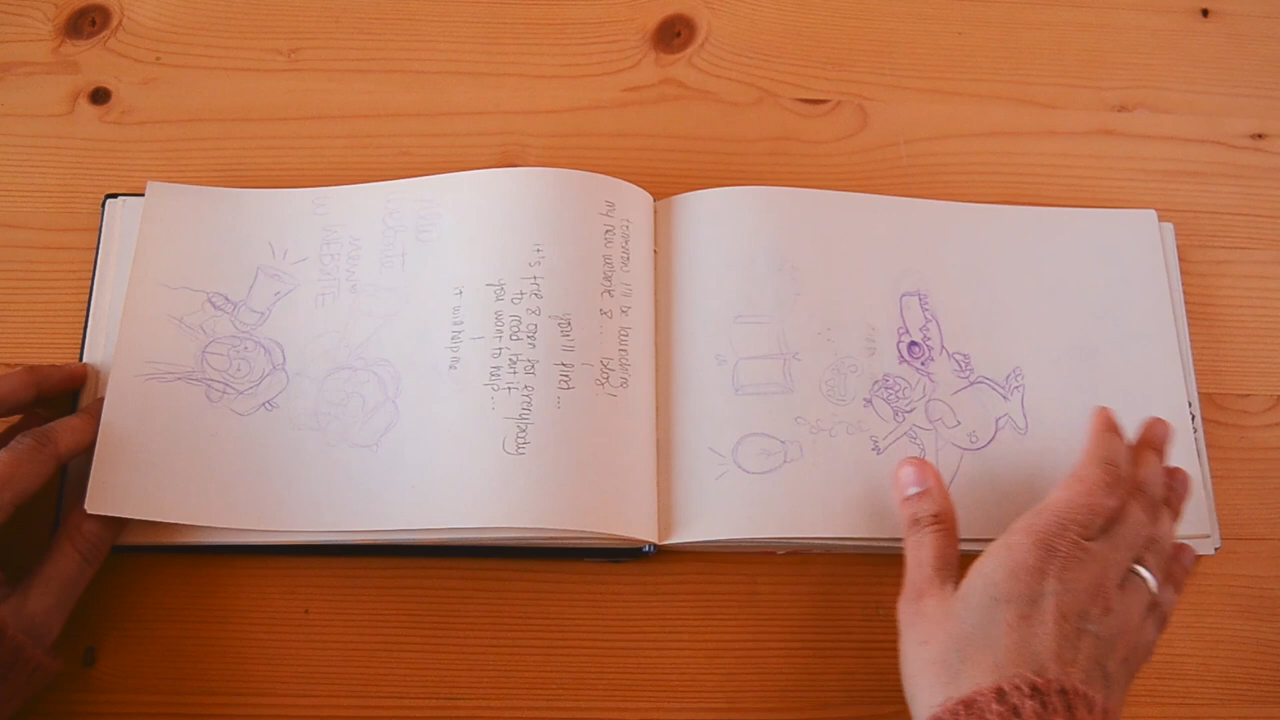 tomorrow I'll be launching
my new website & ... blog!
you'll find...
it's free & open for everybody
to read, but if
you want to help...
it will help me
new
website
MY NEW
WEBSITE